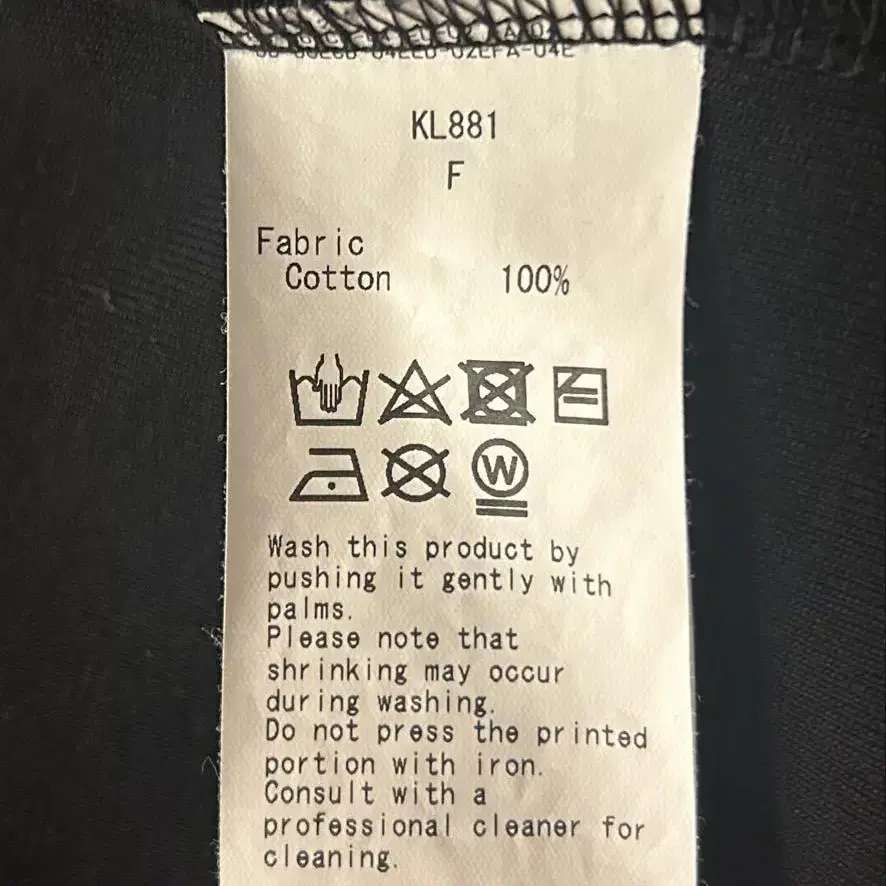 KL881
F
Fabric
Cotton 100%
W
Wash this product by
pushing it gently with
palms.
Please note that
shrinking may occur
during washing.
Do not press the printed
portion with iron.
Consult with a
professional cleaner for
cleaning.